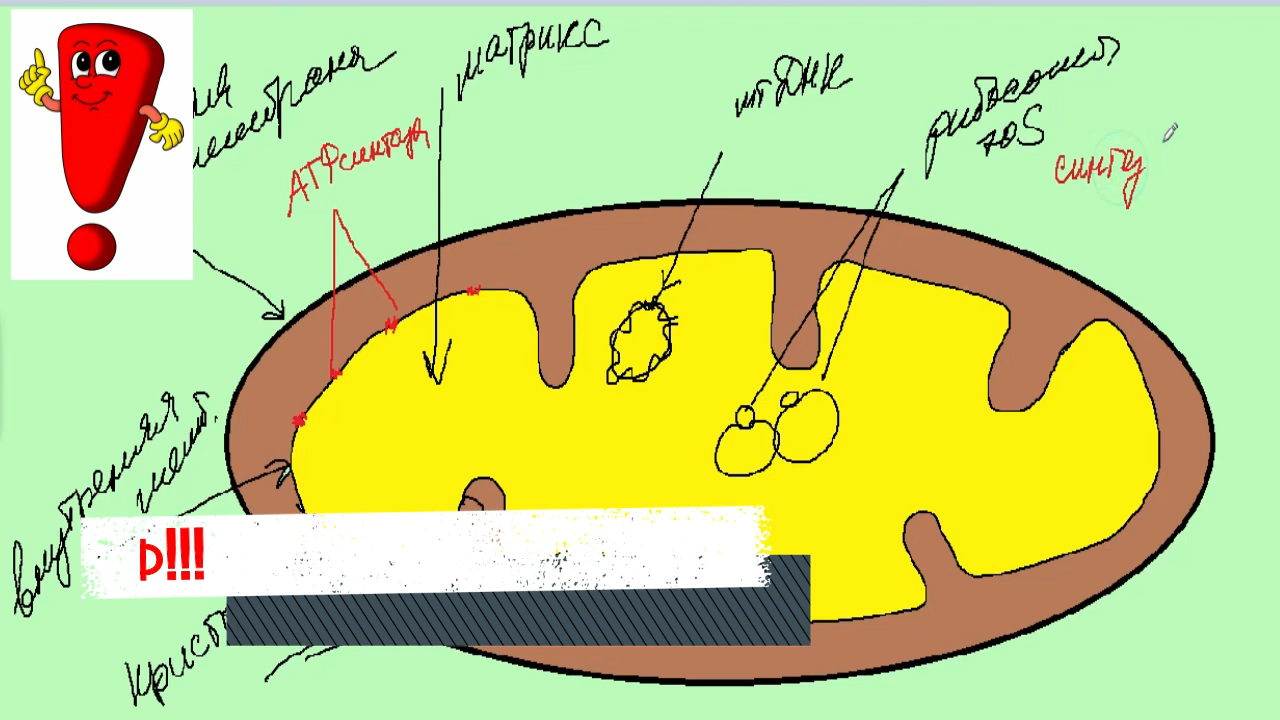 матрикс
мембрана
мтДНК
рибосомы
70S
АТФсинтаза
синтез
внутренняя
мемб.
крист
Ь!!!